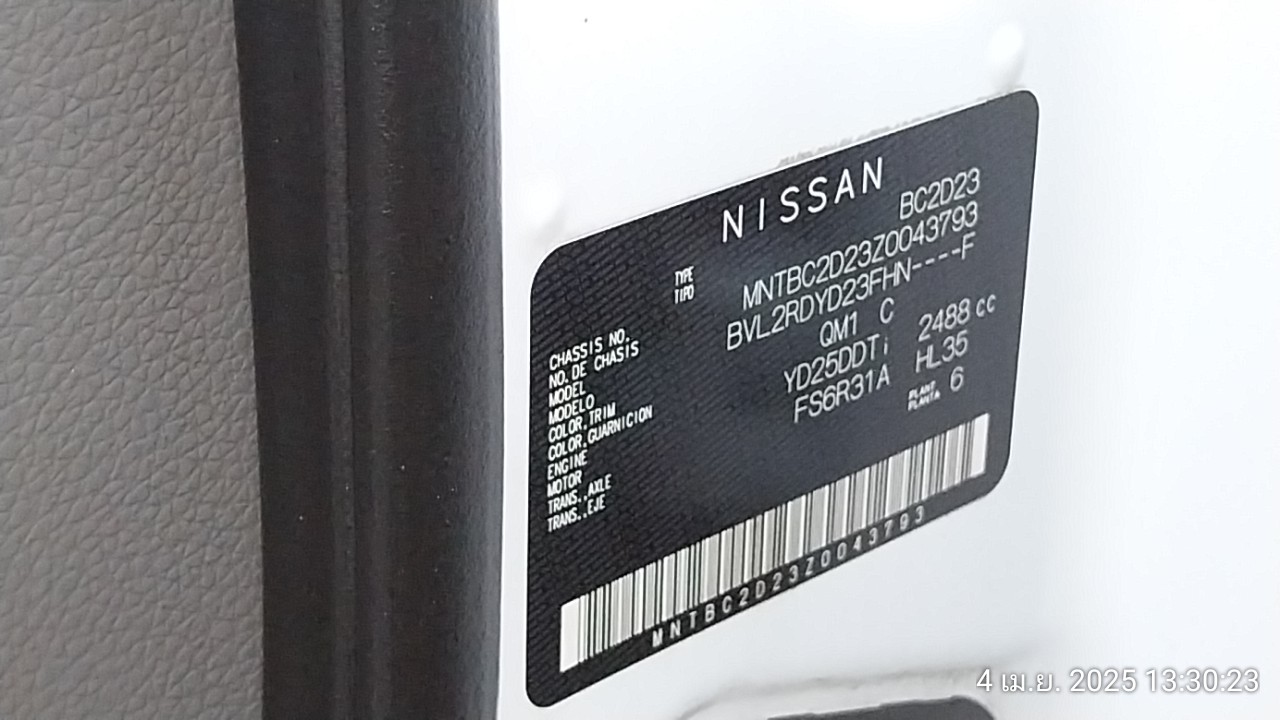 NISSAN
TYPE
TIPO
BC2D23
CHASSIS NO.
NO. DE CHASIS
MNTBC2D23Z0043793
MODEL
MODELO
BVL2RDYD23FHN----F
COLOR.TRIM
COLOR.GUARNICION
QM1 C
ENGINE
MOTOR
YD25DDTi 2488 cc
TRANS..AXLE
TRANS..EJE
FS6R31A HL35
PLANT
PLANTA
6
MNTBC2D23Z0043793
4 เม.ย. 2025 13:30:23